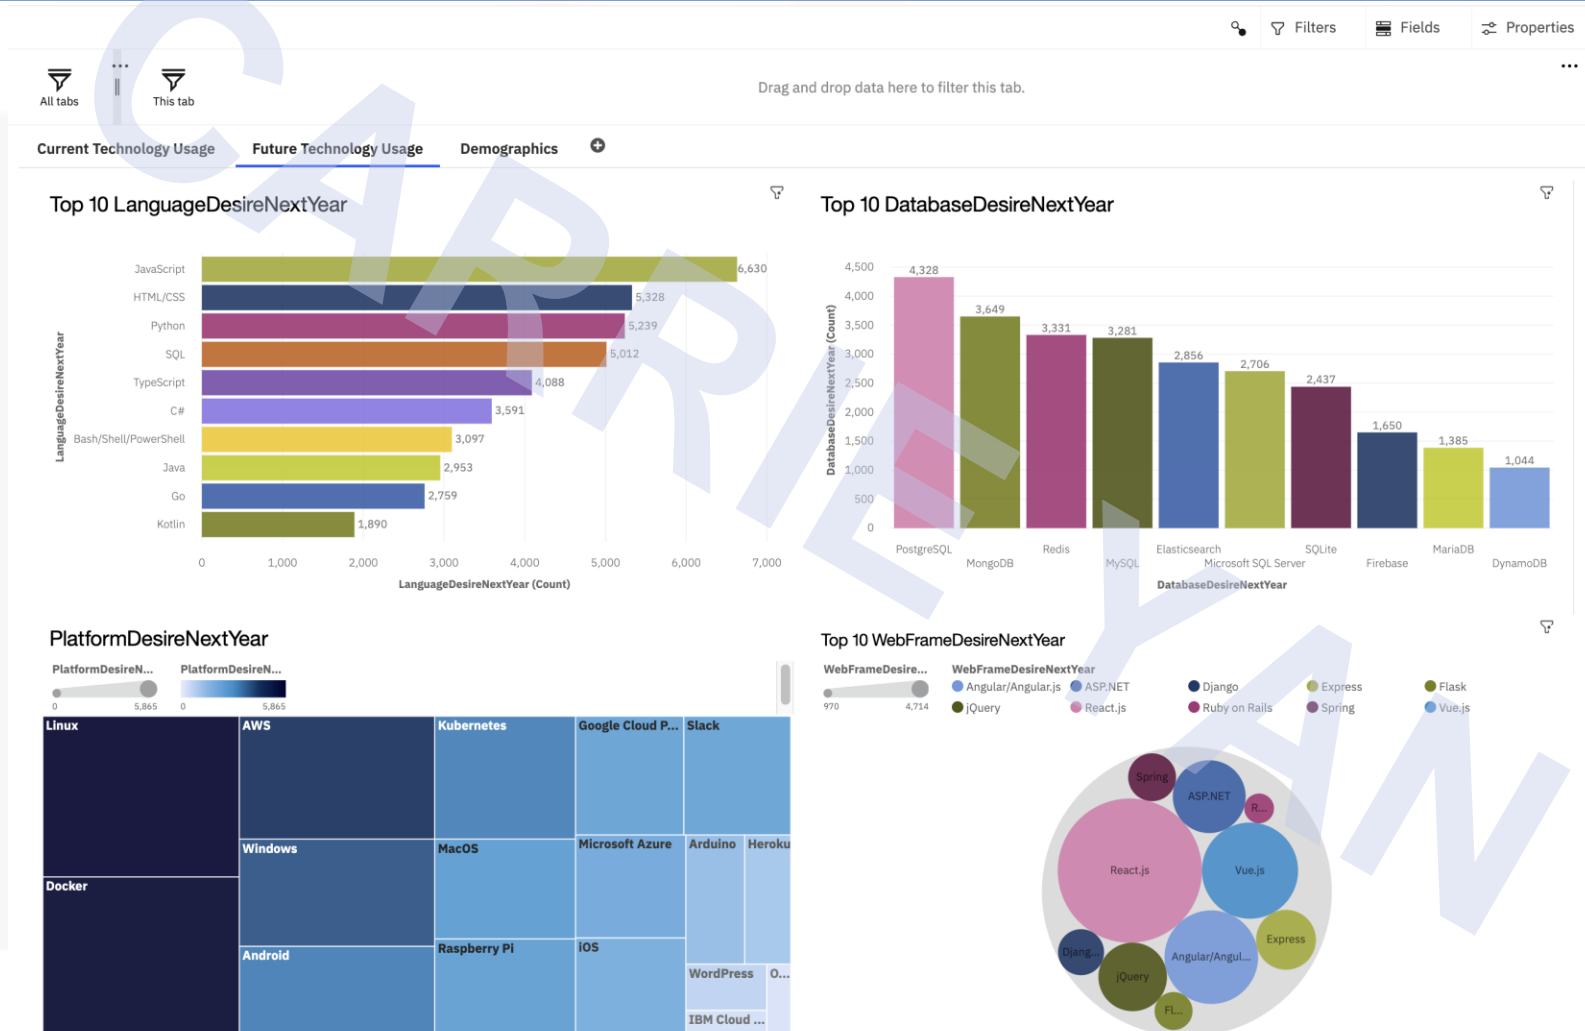 Filters
Fields
Properties
All tabs
This tab
Drag and drop data here to filter this tab.
Current Technology Usage
Future Technology Usage
Demographics
Top 10 LanguageDesireNextYear
LanguageDesireNextYear
JavaScript 6,630
HTML/CSS 5,328
Python 5,239
SQL 5,012
TypeScript 4,088
C# 3,591
Bash/Shell/PowerShell 3,097
Java 2,953
Go 2,759
Kotlin 1,890
0 1,000 2,000 3,000 4,000 5,000 6,000 7,000
LanguageDesireNextYear (Count)
Top 10 DatabaseDesireNextYear
DatabaseDesireNextYear (Count)
4,500
4,000
3,500
3,000
2,500
2,000
1,500
1,000
500
0
4,328
3,649
3,331
3,281
2,856
2,706
2,437
1,650
1,385
1,044
PostgreSQL
MongoDB
Redis
MySQL
Elasticsearch
Microsoft SQL Server
SQLite
Firebase
MariaDB
DynamoDB
DatabaseDesireNextYear
PlatformDesireNextYear
PlatformDesireN...
0 5,865
PlatformDesireN...
0 5,865
Linux
AWS
Kubernetes
Google Cloud P...
Slack
Windows
MacOS
Microsoft Azure
Arduino
Heroku
Docker
Android
Raspberry Pi
iOS
WordPress
O...
IBM Cloud ...
Top 10 WebFrameDesireNextYear
WebFrameDesire...
970 4,714
WebFrameDesireNextYear
Angular/Angular.js
ASP.NET
Django
Express
Flask
jQuery
React.js
Ruby on Rails
Spring
Vue.js
Spring
ASP.NET
R...
React.js
Vue.js
Djang...
jQuery
Angular/Angul...
Express
Fl...
CARRIE YAN